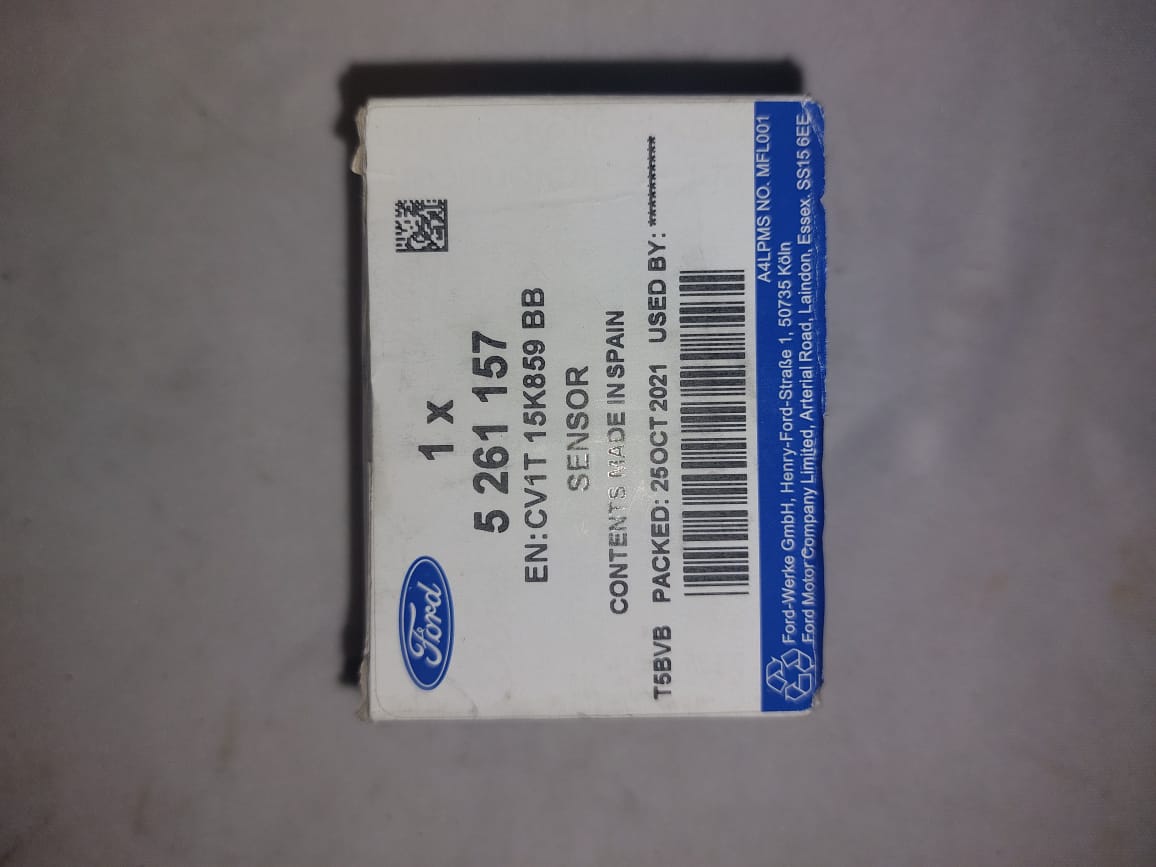 Ford
1 x
5 261 157
EN: CV1T 15K859 BB
SENSOR
CONTENTS MADE IN SPAIN
T5BVB PACKED: 25OCT 2021 USED BY: **********
A4LPMS NO. MFL001
Ford-Werke GmbH, Henry-Ford-Straße 1, 50735 Köln
Ford Motor Company Limited, Arterial Road, Laindon, Essex. SS15 6EE